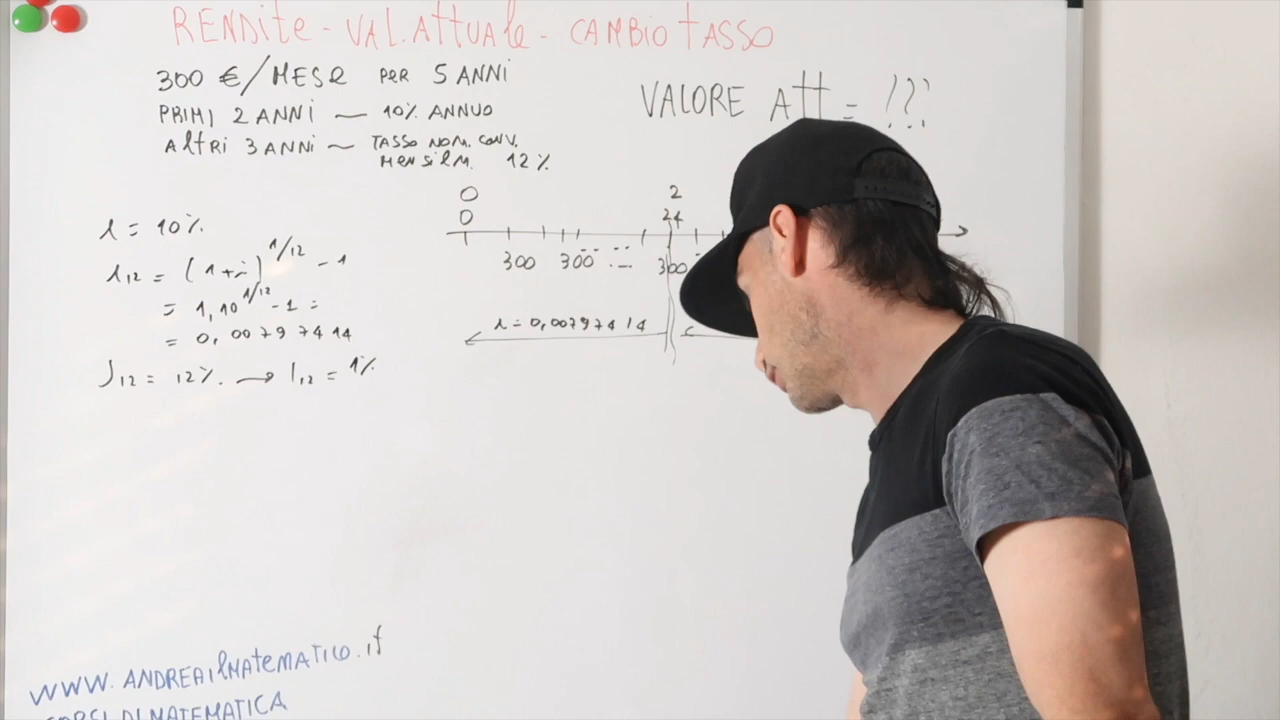 RENDITE - VAL. ATTUALE - CAMBIO TASSO
300 €/MESE PER 5 ANNI
PRIMI 2 ANNI ~ 10% ANNUO
ALTRI 3 ANNI ~ TASSO NOM. CONV.
MENSILM. 12%
VALORE ATT = !??
0 2
0 24
300 300 ... 300
i = 10%
i12 = (1+i)^1/12 - 1
= 1,10^1/12 - 1 =
= 0,00797414
i = 0,00797414
J12 = 12% → i12 = 1%
WWW.ANDREAILMATEMATICO.it
CORSI DI MATEMATICA